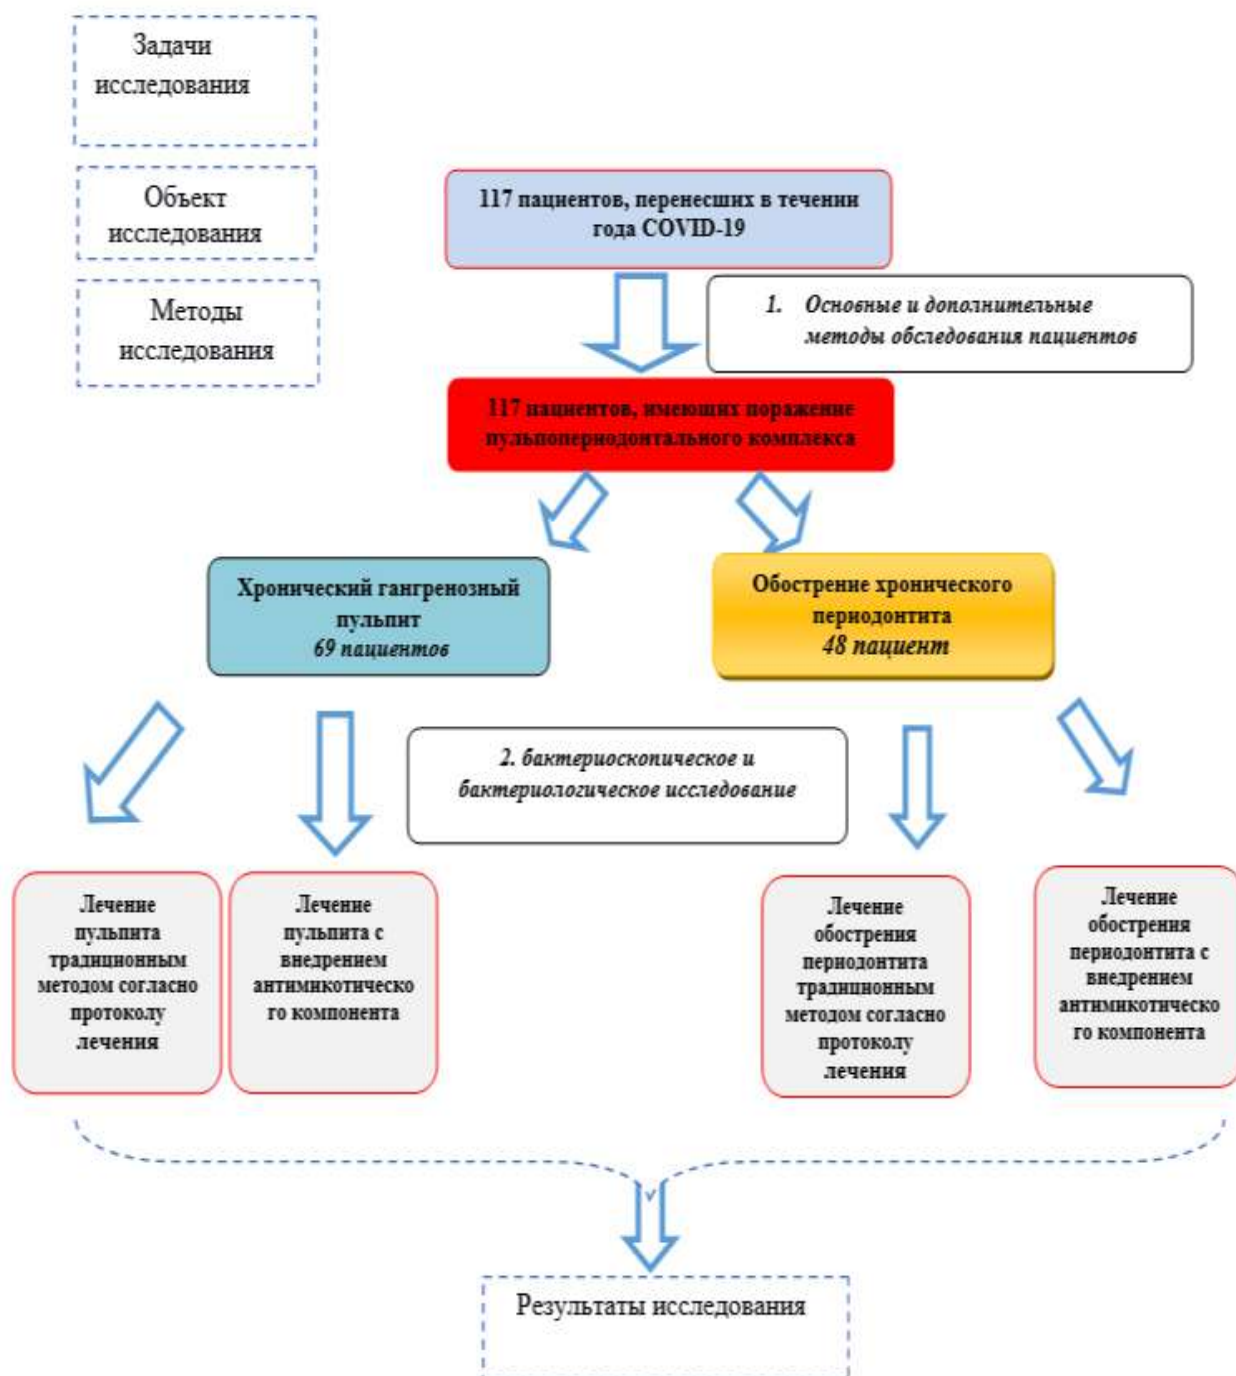 Задачи
исследования
Объект
исследования
Методы
исследования
117 пациентов, перенесших в течении
года COVID-19
1. Основные и дополнительные
методы обследования пациентов
117 пациентов, имеющих поражение
пульпопериодонтального комплекса
Хронический гангренозный
пульпит
69 пациентов
Обострение хронического
периодонтита
48 пациент
2. бактериоскопическое и
бактериологическое исследование
Лечение
пульпита
традиционным
методом согласно
протоколу
лечения
Лечение
пульпита с
внедрением
антимикотическо
го компонента
Лечение
обострения
периодонтита
традиционным
методом согласно
протоколу
лечения
Лечение
обострения
периодонтита с
внедрением
антимикотическо
го компонента
Результаты исследования